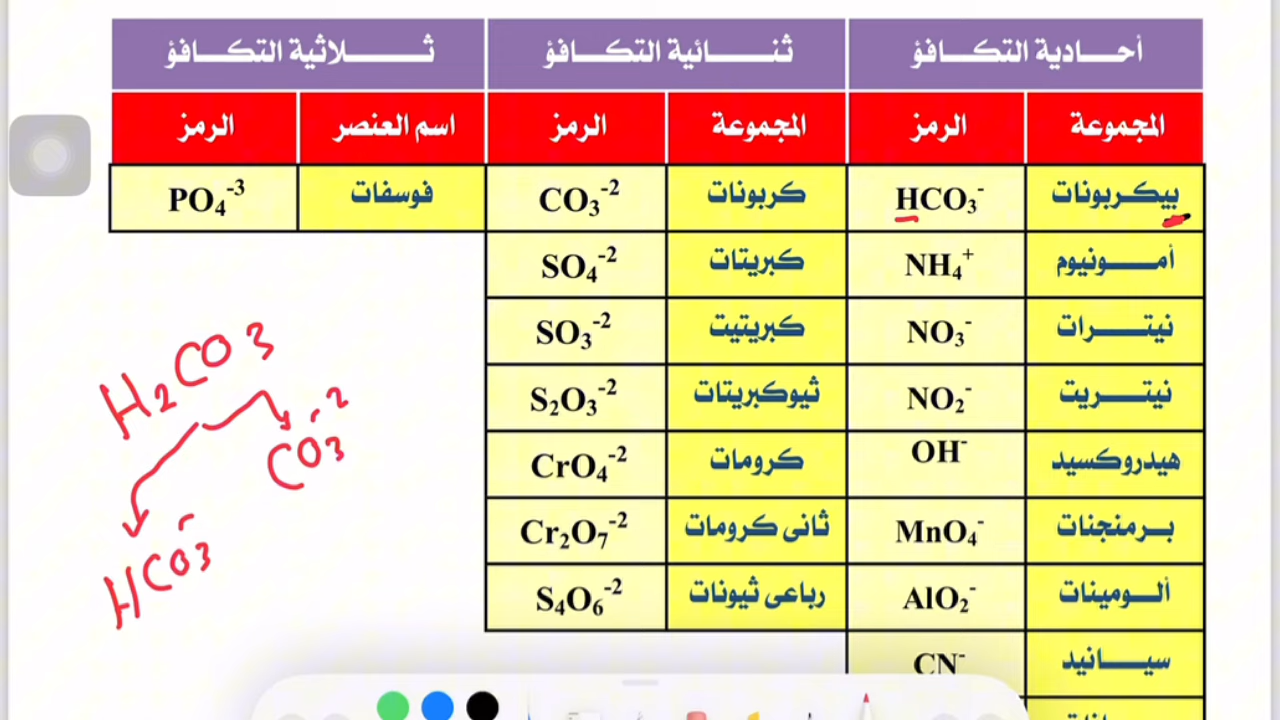 أحادية التكافؤ ثنائية التكافؤ ثلاثية التكافؤ
المجموعة الرمز المجموعة الرمز اسم العنصر الرمز
بيكربونات HCO₃⁻ كربونات CO₃⁻² فوسفات PO₄⁻³
أمونيوم NH₄⁺ كبريتات SO₄⁻²
نيترات NO₃⁻ كبريتيت SO₃⁻²
نيتريت NO₂⁻ ثيوكبريتات S₂O₃⁻²
هيدروكسيد OH⁻ كرومات CrO₄⁻²
برمنجنات MnO₄⁻ ثانى كرومات Cr₂O₇⁻²
ألومينات AlO₂⁻ رباعى ثيونات S₄O₆⁻²
سيانيد CN⁻
H₂CO₃
CO₃⁻²
HCO₃⁻